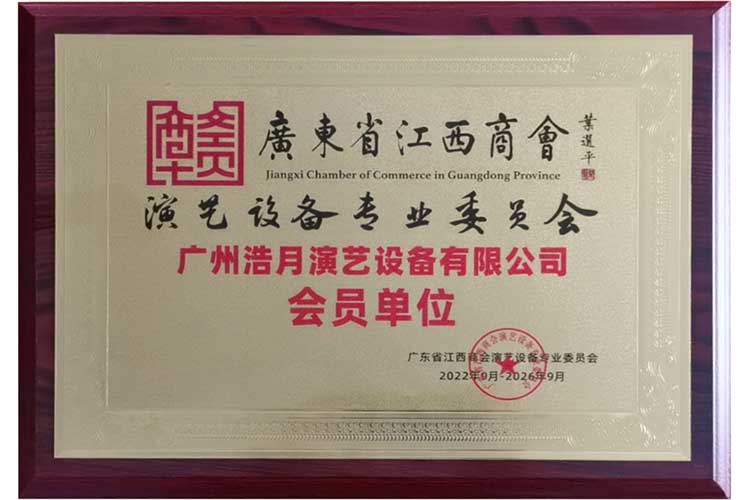 廣東省江西商會
葉選平
Jiangxi Chamber of Commerce in Guangdong Province
演艺设备专业委员会
广州浩月演艺设备有限公司
会员单位
广东省江西商会演艺设备专业委员会
2022年9月-2026年9月